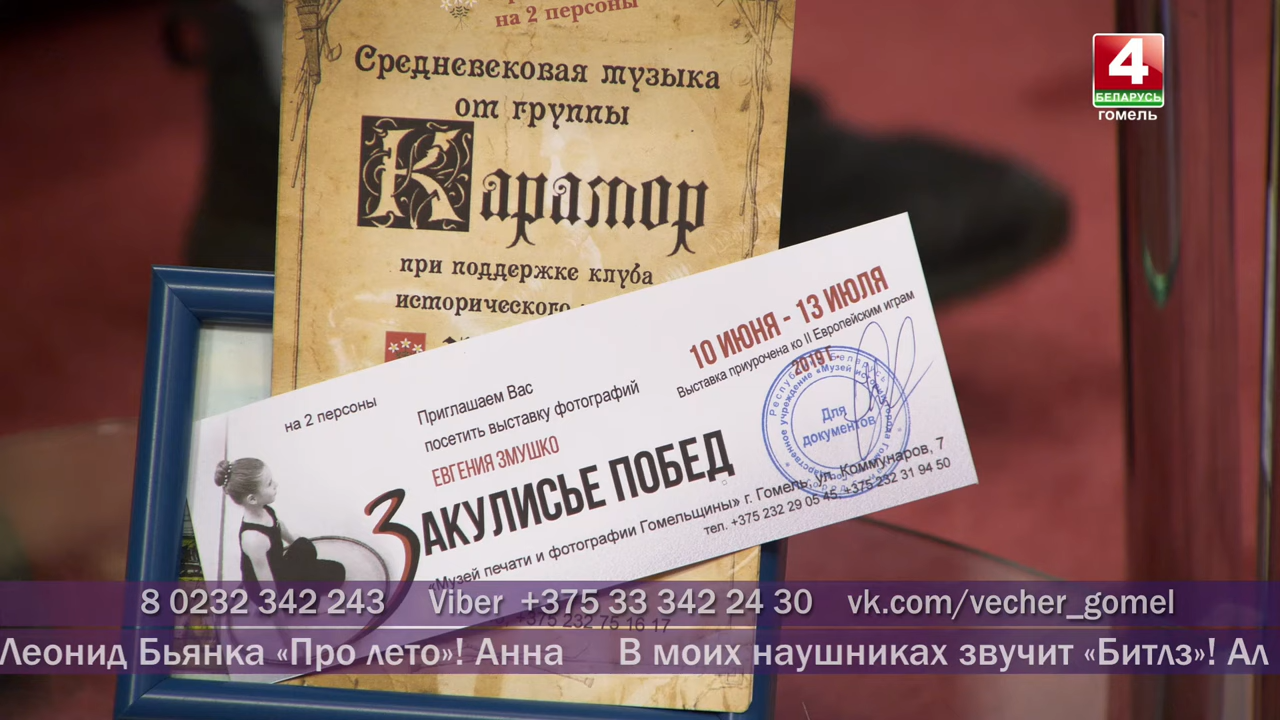 на 2 персоны
Средневековая музыка
от группы
Карамор
при поддержке клуба
исторического
4
БЕЛАРУСЬ
гомель
10 ИЮНЯ - 13 ИЮЛЯ
2019 г.
Выставка приурочена ко II Европейским играм
на 2 персоны
Приглашаем Вас
посетить выставку фотографий
ЕВГЕНИЯ ЗМУШКО
ЗАКУЛИСЬЕ ПОБЕД
Для
документов
«Музей печати и фотографии Гомельщины» г. Гомель, ул. Коммунаров, 7
тел. +375 232 29 05 45, +375 232 31 94 50
+375 232 75 16 17
8 0232 342 243 Viber +375 33 342 24 30 vk.com/vecher_gomel
Леонид Бьянка «Про лето»! Анна В моих наушниках звучит «Битлз»! Ал